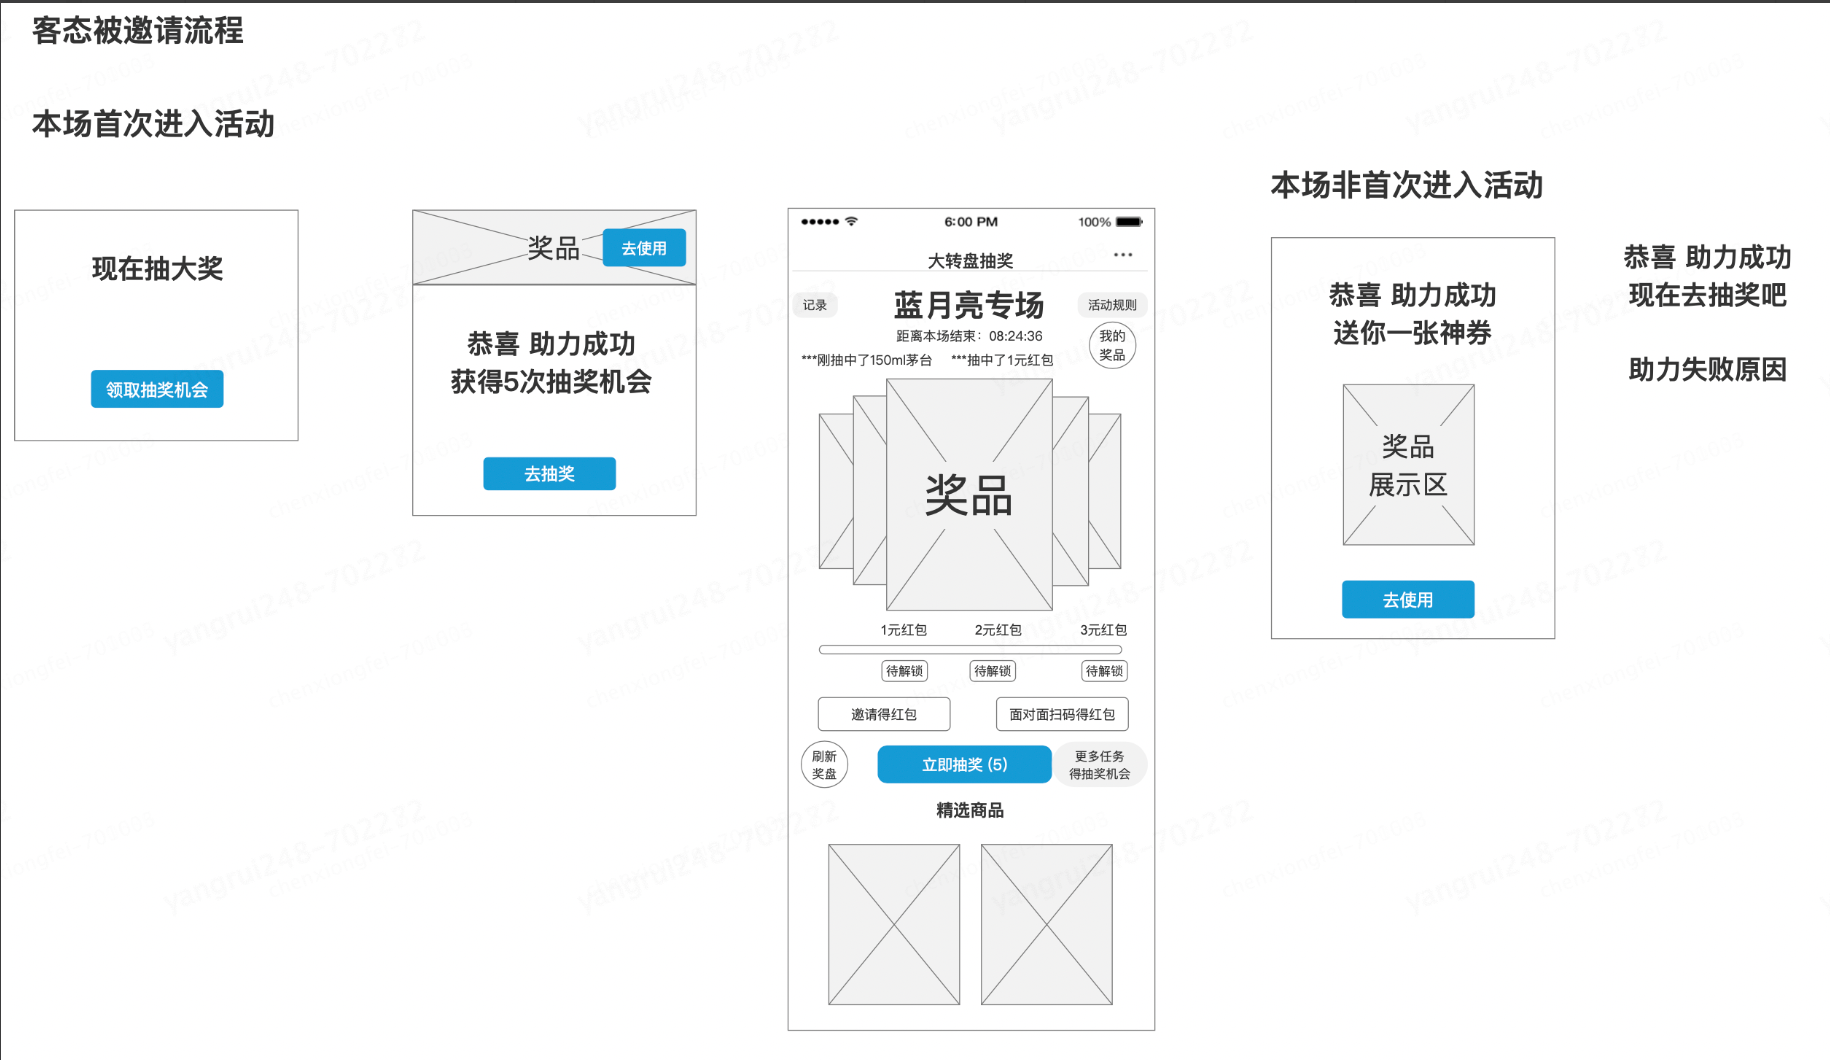 客态被邀请流程
本场首次进入活动
现在抽大奖
领取抽奖机会
奖品
去使用
恭喜 助力成功
获得5次抽奖机会
去抽奖
6:00 PM
100%
大转盘抽奖
记录
蓝月亮专场
活动规则
距离本场结束：08:24:36
我的
奖品
***刚抽中了150ml茅台
***抽中了1元红包
奖品
1元红包
2元红包
3元红包
待解锁
待解锁
待解锁
邀请得红包
面对面扫码得红包
刷新
奖盘
立即抽奖 (5)
更多任务
得抽奖机会
精选商品
本场非首次进入活动
恭喜 助力成功
送你一张神券
奖品
展示区
去使用
恭喜 助力成功
现在去抽奖吧
助力失败原因